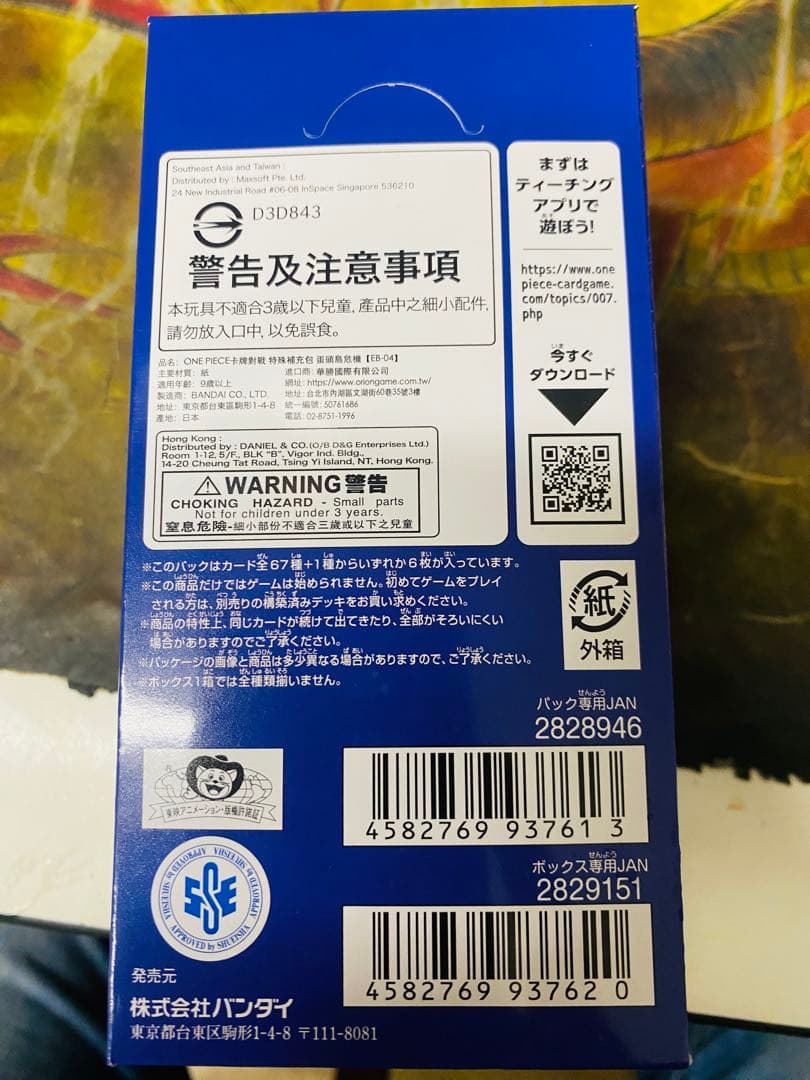 Southeast Asia and Taiwan :
Distributed by : Maxsoft Pte. Ltd.
24 New Industrial Road #06-08 InSpace Singapore 536210
D3D843
警告及注意事項
本玩具不適合3歲以下兒童, 產品中之細小配件,
請勿放入口中, 以免誤食。
品名: ONE PIECE卡牌對戰 特殊補充包 蛋頭島危機【EB-04】
主要材質: 紙 進口商: 華勝國際有限公司
適用年齡: 9歲以上 網址: https://www.oriongame.com.tw/
製造商: BANDAI CO., LTD. 地址: 台北市內湖區文湖街60巷35號3樓
地址: 東京都台東區駒形1-4-8 統一編號: 50761686
產地: 日本 電話: 02-8751-1996
Hong Kong :
Distributed by : DANIEL & CO.(O/B D&G Enterprises Ltd.)
Room 1-12, 5/F., BLK "B", Vigor Ind. Bldg.,
14-20 Cheung Tat Road, Tsing Yi Island, NT, Hong Kong.
WARNING 警告
CHOKING HAZARD - Small parts
Not for children under 3 years.
窒息危險-細小部份不適合三歲或以下之兒童
まずは
ティーチング
アプリで
遊ぼう!
https://www.one
piece-cardgame.
com/topics/007.
php
今すぐ
ダウンロード
※このパックはカード全67種+1種からいずれか6枚が入っています。
※この商品だけではゲームは始められません。初めてゲームをプレイ
される方は、別売りの構築済みデッキをお買い求めください。
※商品の特性上、同じカードが続けて出てきたり、全部がそろいにくい
場合がありますのでご了承ください。
※パッケージの画像と商品は多少異なる場合がありますので、ご了承ください。
※ボックス1箱では全種類揃いません。
紙
外箱
パック専用JAN
2828946
4582769 937613
ボックス専用JAN
2829151
4582769 937620
東映アニメーション・版権許諾証
APPROVED by SHUEISHA
発売元
株式会社バンダイ
東京都台東区駒形1-4-8 〒111-8081